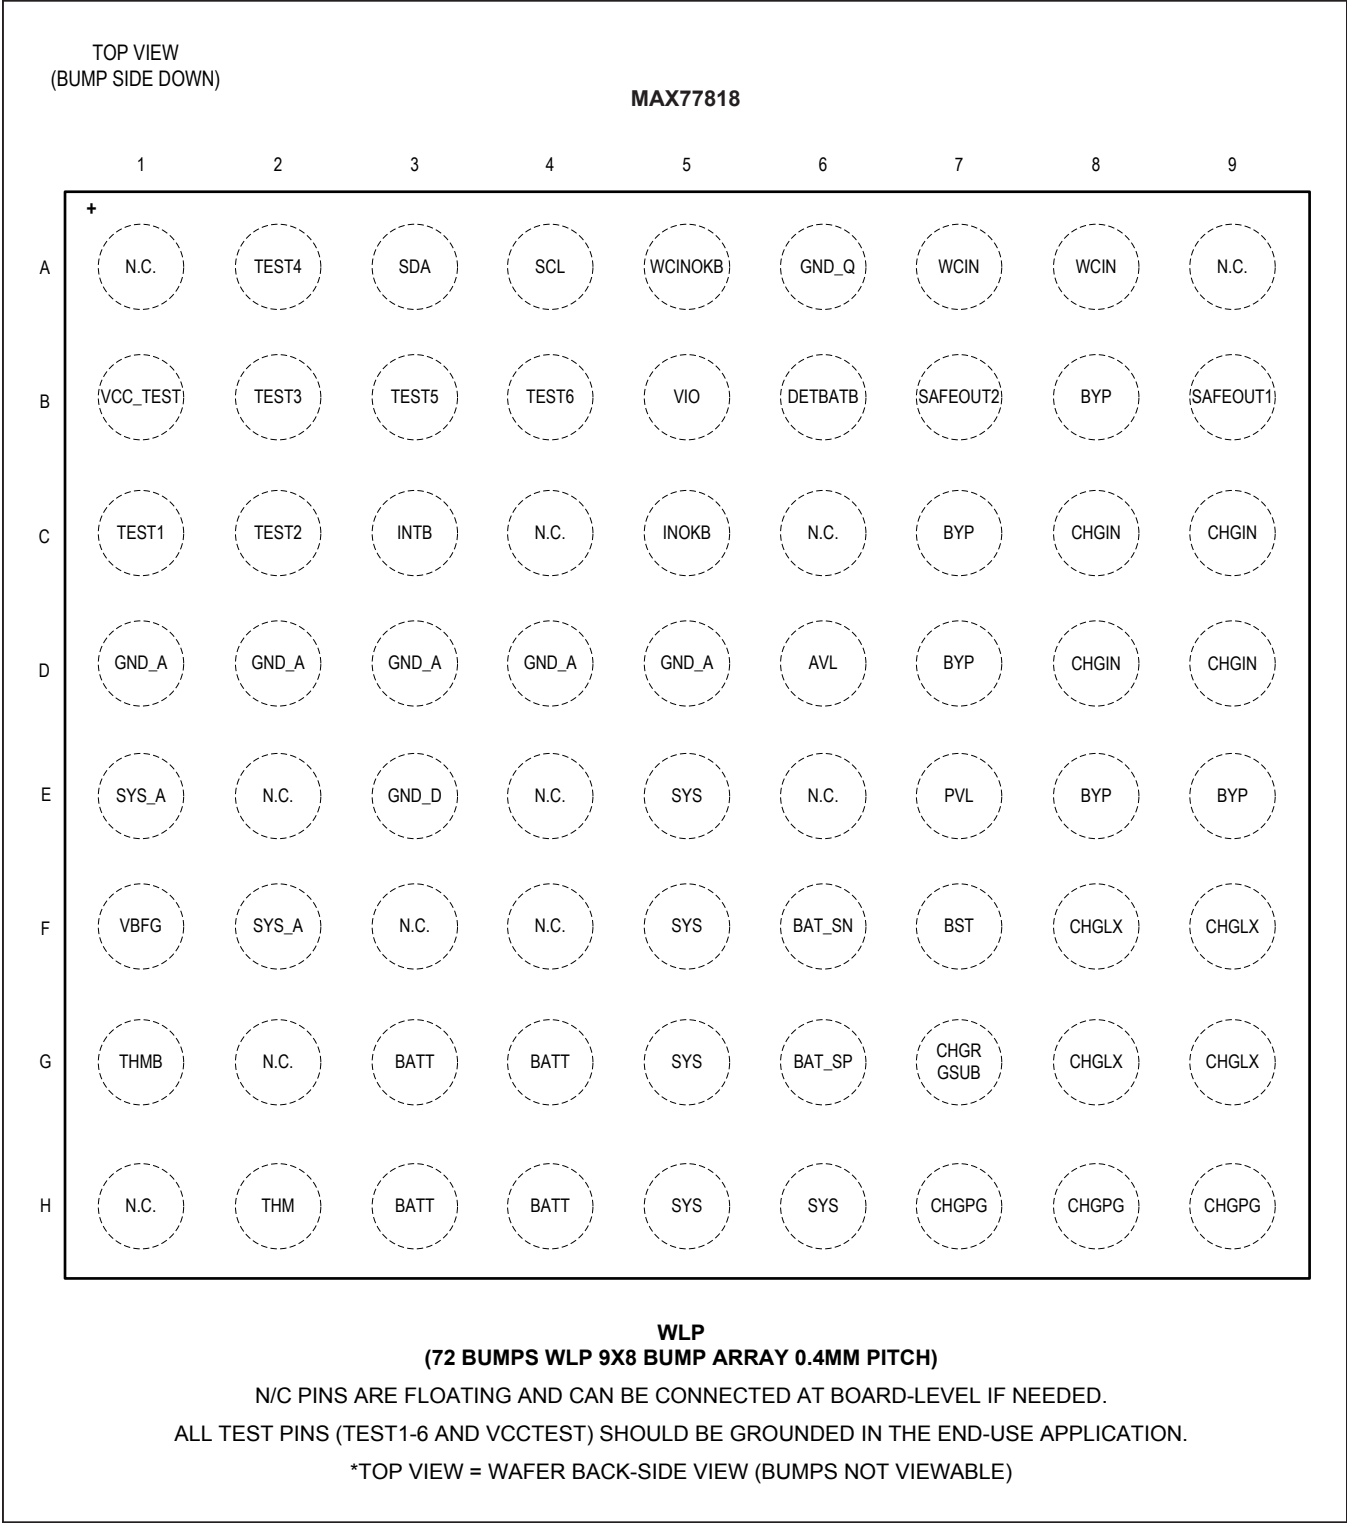 TOP VIEW
(BUMP SIDE DOWN)
MAX77818
1 2 3 4 5 6 7 8 9
+
A N.C. TEST4 SDA SCL WCINOKB GND_Q WCIN WCIN N.C.
B VCC_TEST TEST3 TEST5 TEST6 VIO DETBATB SAFEOUT2 BYP SAFEOUT1
C TEST1 TEST2 INTB N.C. INOKB N.C. BYP CHGIN CHGIN
D GND_A GND_A GND_A GND_A GND_A AVL BYP CHGIN CHGIN
E SYS_A N.C. GND_D N.C. SYS N.C. PVL BYP BYP
F VBFG SYS_A N.C. N.C. SYS BAT_SN BST CHGLX CHGLX
G THMB N.C. BATT BATT SYS BAT_SP CHGR GSUB CHGLX CHGLX
H N.C. THM BATT BATT SYS SYS CHGPG CHGPG CHGPG
WLP
(72 BUMPS WLP 9X8 BUMP ARRAY 0.4MM PITCH)
N/C PINS ARE FLOATING AND CAN BE CONNECTED AT BOARD-LEVEL IF NEEDED.
ALL TEST PINS (TEST1-6 AND VCCTEST) SHOULD BE GROUNDED IN THE END-USE APPLICATION.
*TOP VIEW = WAFER BACK-SIDE VIEW (BUMPS NOT VIEWABLE)